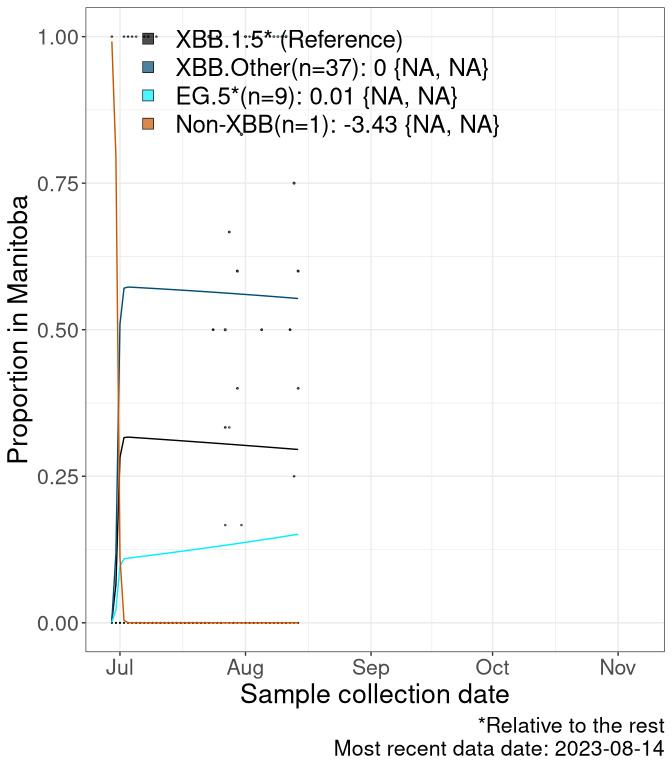 1.00
XBB.1.5* (Reference)
XBB.Other(n=37): 0 {NA, NA}
EG.5*(n=9): 0.01 {NA, NA}
Non-XBB(n=1): -3.43 {NA, NA}
0.75
0.50
0.25
0.00
Proportion in Manitoba
Jul Aug Sep Oct Nov
Sample collection date
*Relative to the rest
Most recent data date: 2023-08-14